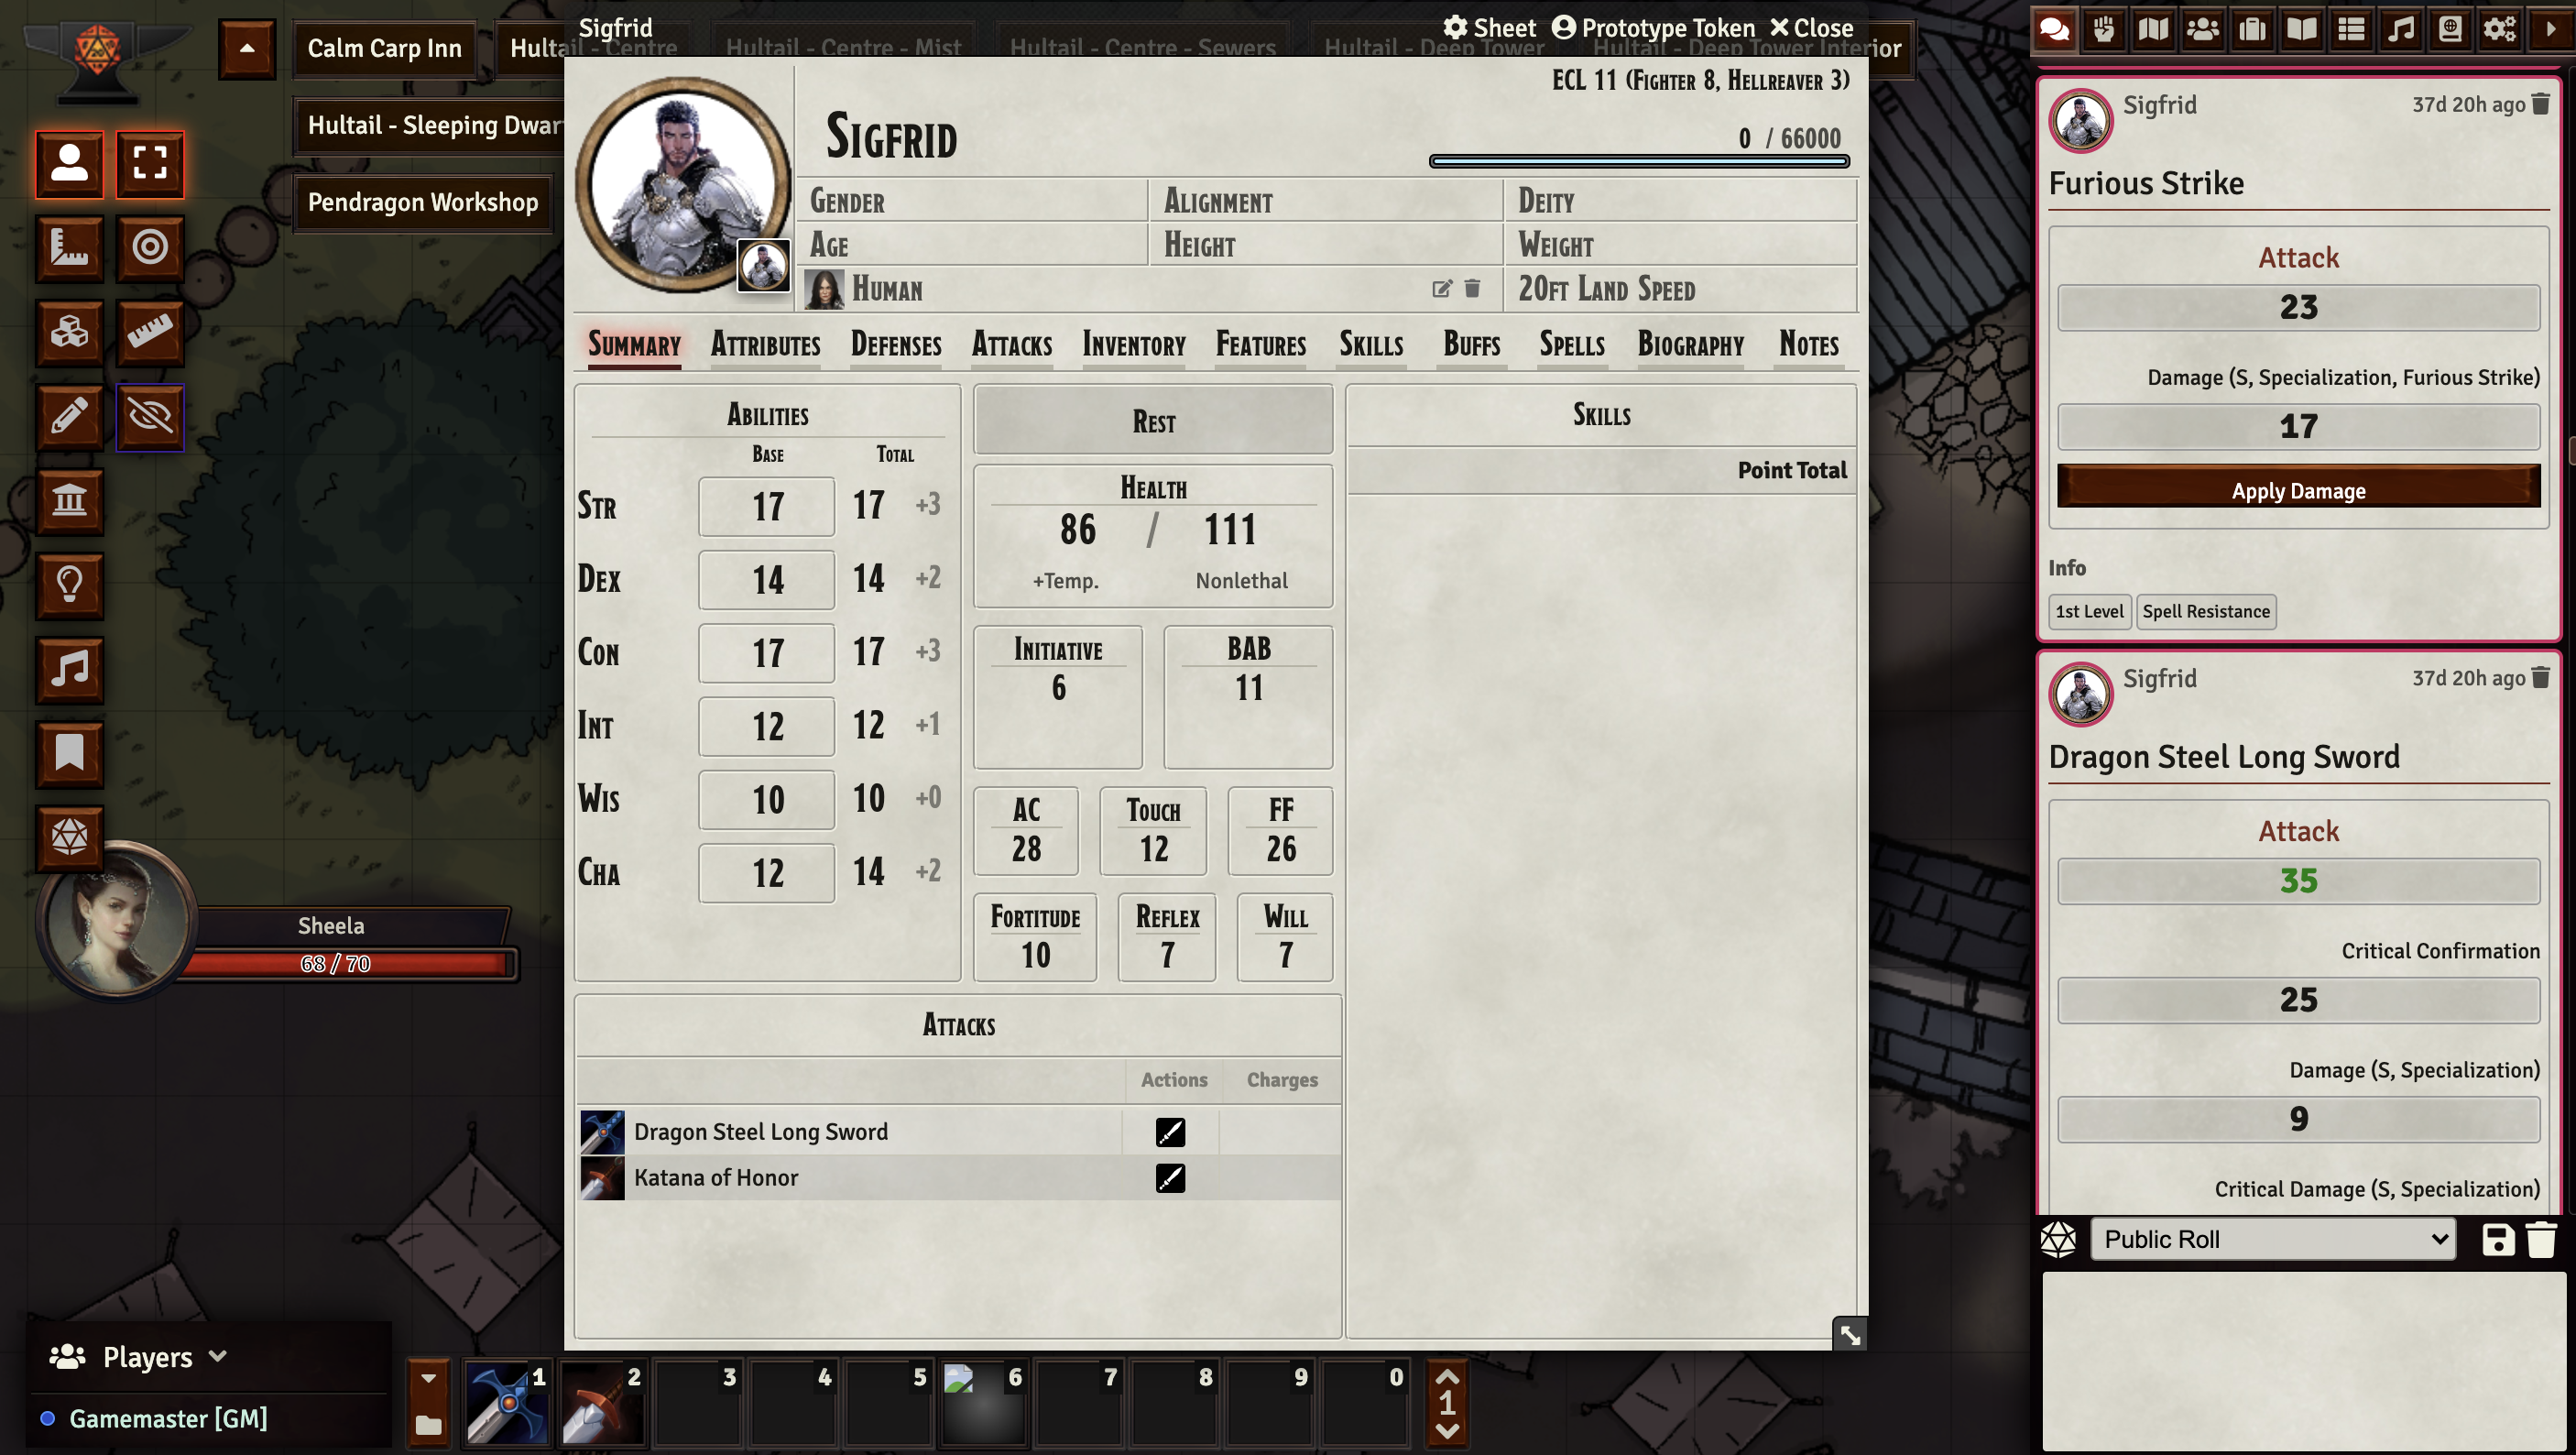 Calm Carp Inn
Hultail - Centre
Hultail - Centre - Mist
Hultail - Centre - Sewers
Hultail - Deep Tower
Hultail - Deep Tower Interior
Hultail - Sleeping Dwar
Pendragon Workshop
Sheela
68 / 70
Players
Gamemaster [GM]
Sigfrid
Sheet
Prototype Token
Close
ECL 11 (Fighter 8, Hellreaver 3)
Sigfrid
0 / 66000
Gender
Alignment
Deity
Age
Height
Weight
Human
20ft Land Speed
Summary
Attributes
Defenses
Attacks
Inventory
Features
Skills
Buffs
Spells
Biography
Notes
Abilities
Base Total
Str 17 17 +3
Dex 14 14 +2
Con 17 17 +3
Int 12 12 +1
Wis 10 10 +0
Cha 12 14 +2
Rest
Health
86 / 111
+Temp. Nonlethal
Initiative
6
BAB
11
AC
28
Touch
12
FF
26
Fortitude
10
Reflex
7
Will
7
Skills
Point Total
Attacks
Actions Charges
Dragon Steel Long Sword
Katana of Honor
1 2 3 4 5 6 7 8 9 0
1
Sigfrid
37d 20h ago
Furious Strike
Attack
23
Damage (S, Specialization, Furious Strike)
17
Apply Damage
Info
1st Level
Spell Resistance
Sigfrid
37d 20h ago
Dragon Steel Long Sword
Attack
35
Critical Confirmation
25
Damage (S, Specialization)
9
Critical Damage (S, Specialization)
Public Roll